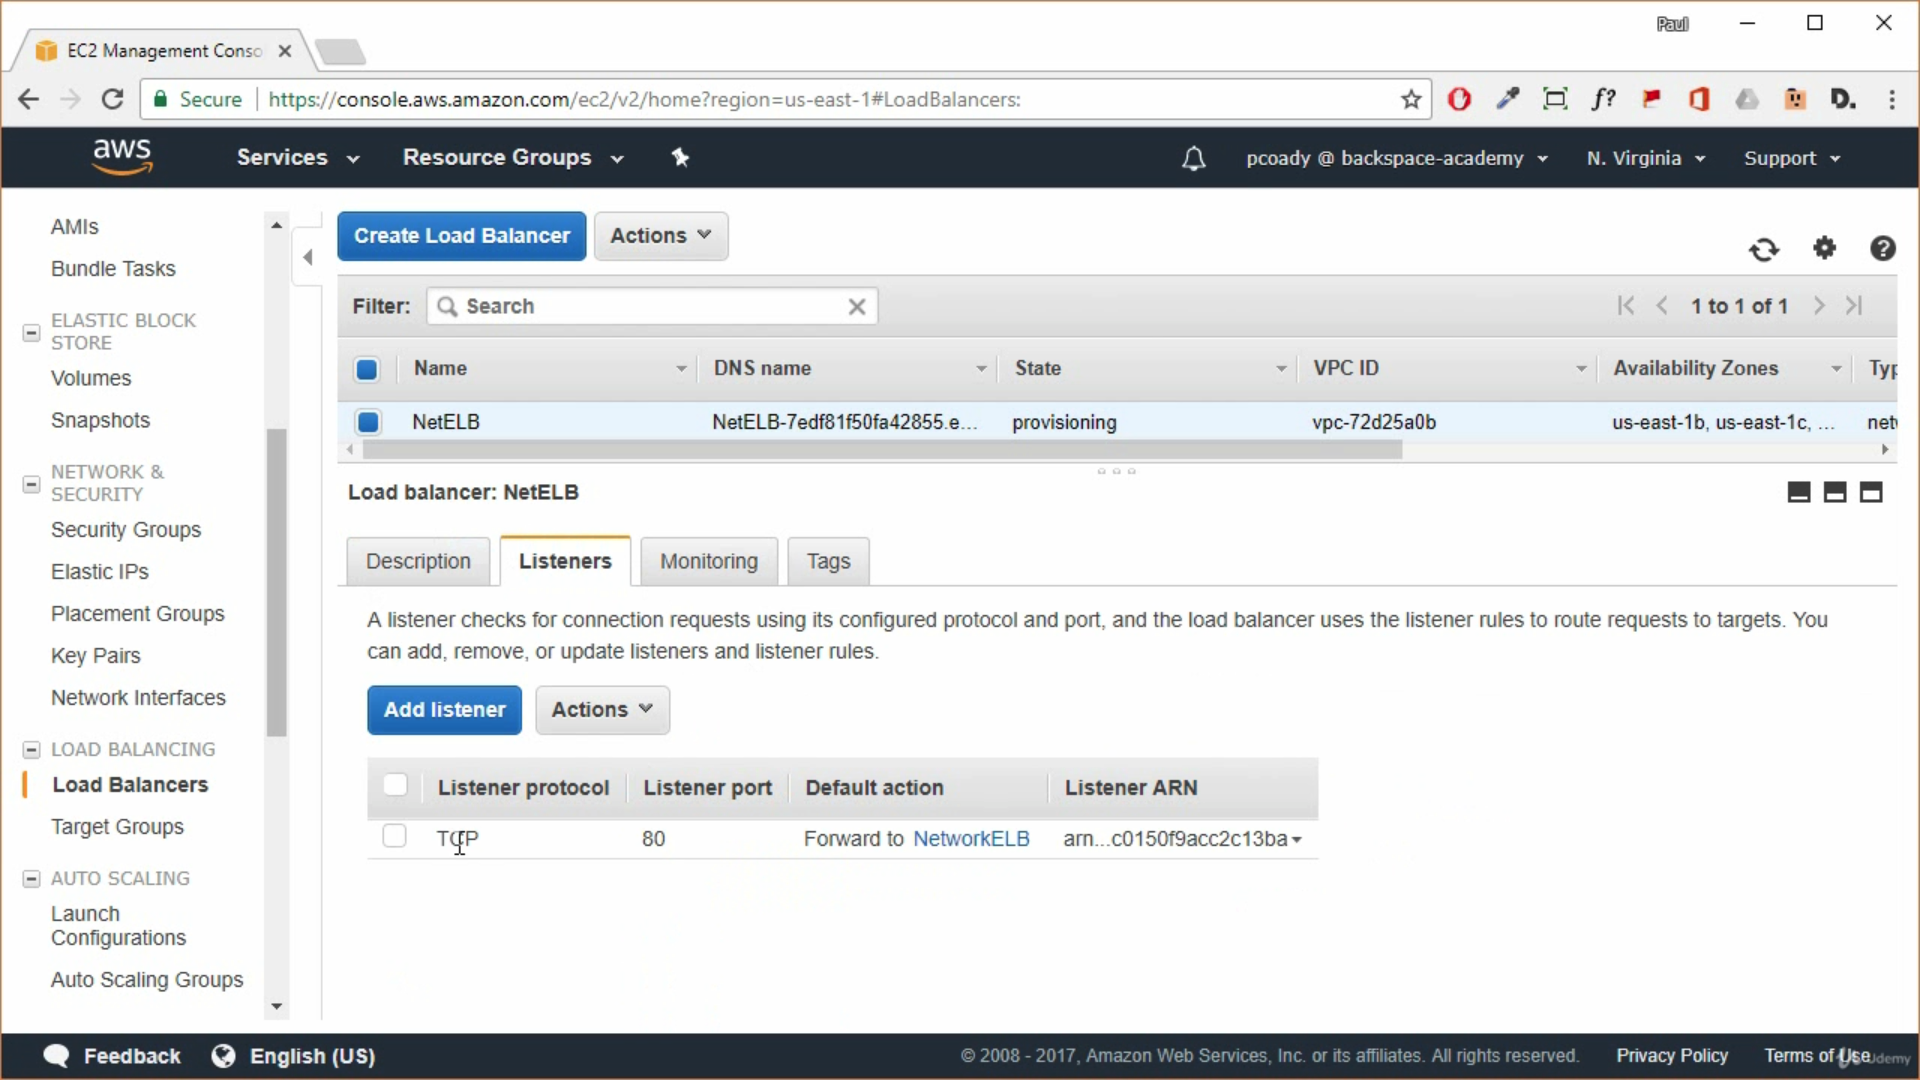 Paul
EC2 Management Conso
Secure https://console.aws.amazon.com/ec2/v2/home?region=us-east-1#LoadBalancers:
f?
D.
aws Services Resource Groups pcoady @ backspace-academy N. Virginia Support
AMIs
Bundle Tasks
ELASTIC BLOCK
STORE
Volumes
Snapshots
NETWORK &
SECURITY
Security Groups
Elastic IPs
Placement Groups
Key Pairs
Network Interfaces
LOAD BALANCING
Load Balancers
Target Groups
AUTO SCALING
Launch
Configurations
Auto Scaling Groups
Create Load Balancer Actions
Filter: Search 1 to 1 of 1
Name DNS name State VPC ID Availability Zones Typ
NetELB NetELB-7edf81f50fa42855.e... provisioning vpc-72d25a0b us-east-1b, us-east-1c, ... net
Load balancer: NetELB
Description Listeners Monitoring Tags
A listener checks for connection requests using its configured protocol and port, and the load balancer uses the listener rules to route requests to targets. You
can add, remove, or update listeners and listener rules.
Add listener Actions
Listener protocol Listener port Default action Listener ARN
TCP 80 Forward to NetworkELB arn...c0150f9acc2c13ba
Feedback English (US) © 2008 - 2017, Amazon Web Services, Inc. or its affiliates. All rights reserved. Privacy Policy Terms of Use
Udemy